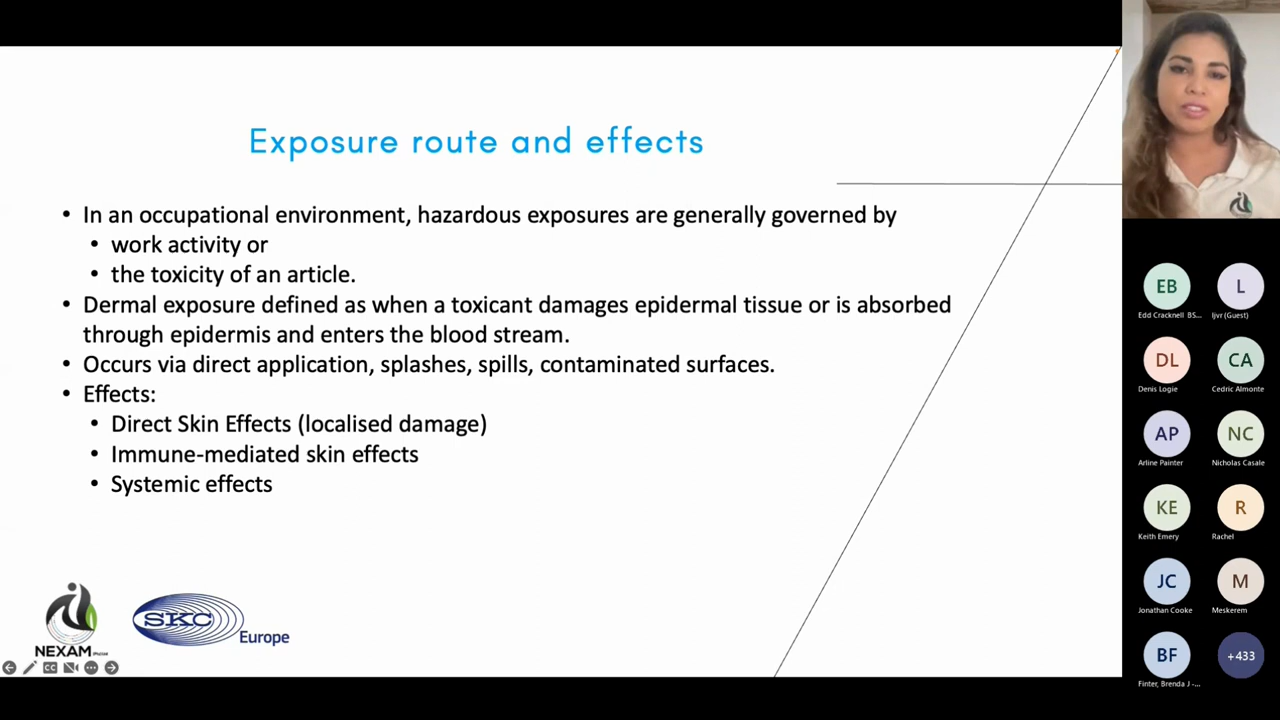 Exposure route and effects
• In an occupational environment, hazardous exposures are generally governed by
• work activity or
• the toxicity of an article.
• Dermal exposure defined as when a toxicant damages epidermal tissue or is absorbed
through epidermis and enters the blood stream.
• Occurs via direct application, splashes, spills, contaminated surfaces.
• Effects:
• Direct Skin Effects (localised damage)
• Immune-mediated skin effects
• Systemic effects
NEXAM
SKC
Europe
CC
EB
L
Edd Cracknell BS...
ljvr (Guest)
DL
CA
Denis Logie
Cedric Almonte
AP
NC
Arline Painter
Nicholas Casale
KE
R
Keith Emery
Rachel
JC
M
Jonathan Cooke
Meskerem
BF
+433
Finter, Brenda J -...